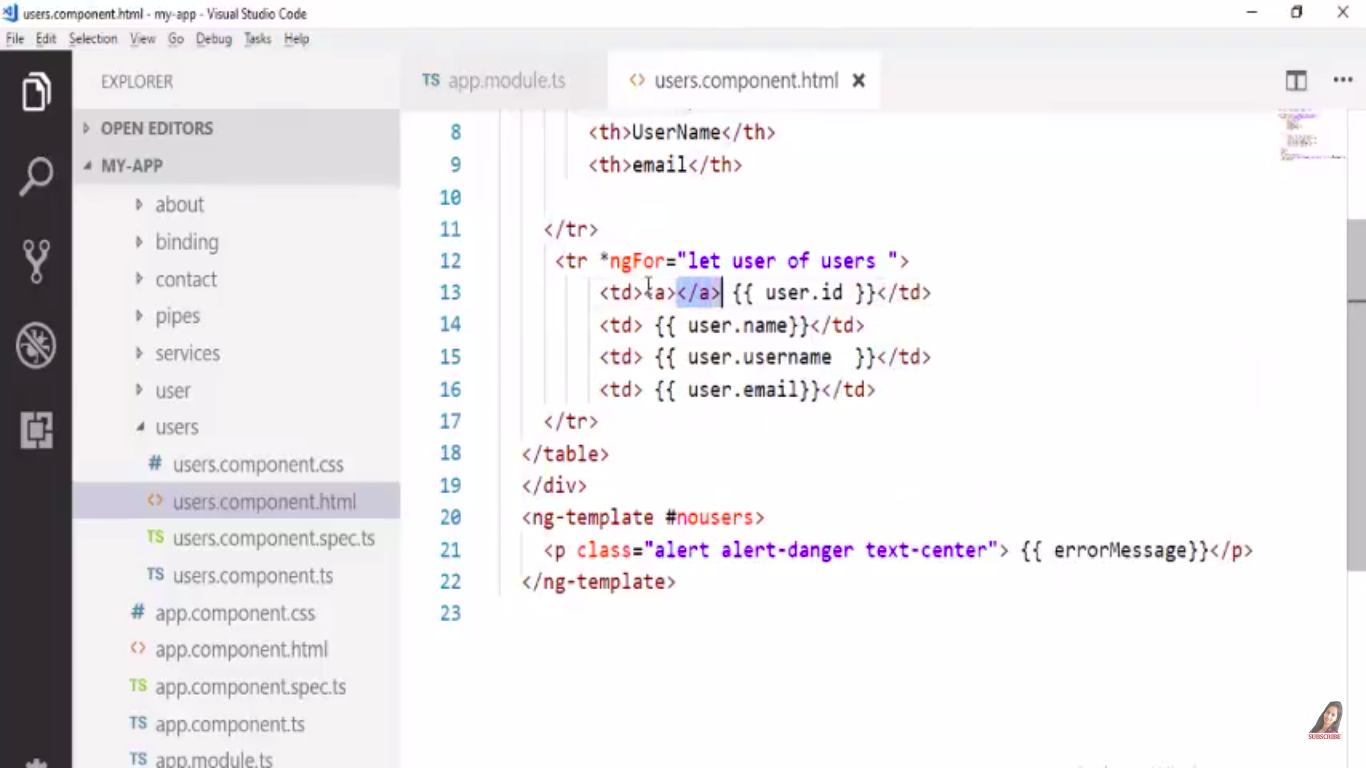 users.component.html - my-app - Visual Studio Code
File Edit Selection View Go Debug Tasks Help
EXPLORER
TS app.module.ts
<> users.component.html
OPEN EDITORS
MY-APP
about
binding
contact
pipes
services
user
users
# users.component.css
<> users.component.html
TS users.component.spec.ts
TS users.component.ts
# app.component.css
<> app.component.html
TS app.component.spec.ts
TS app.component.ts
TS app.module.ts
8 <th>UserName</th>
9 <th>email</th>
10
11 </tr>
12 <tr *ngFor="let user of users ">
13 <td><a></a> {{ user.id }}</td>
14 <td> {{ user.name}}</td>
15 <td> {{ user.username  }}</td>
16 <td> {{ user.email}}</td>
17 </tr>
18 </table>
19 </div>
20 <ng-template #nousers>
21 <p class="alert alert-danger text-center"> {{ errorMessage}}</p>
22 </ng-template>
23
SUBSCRIBE